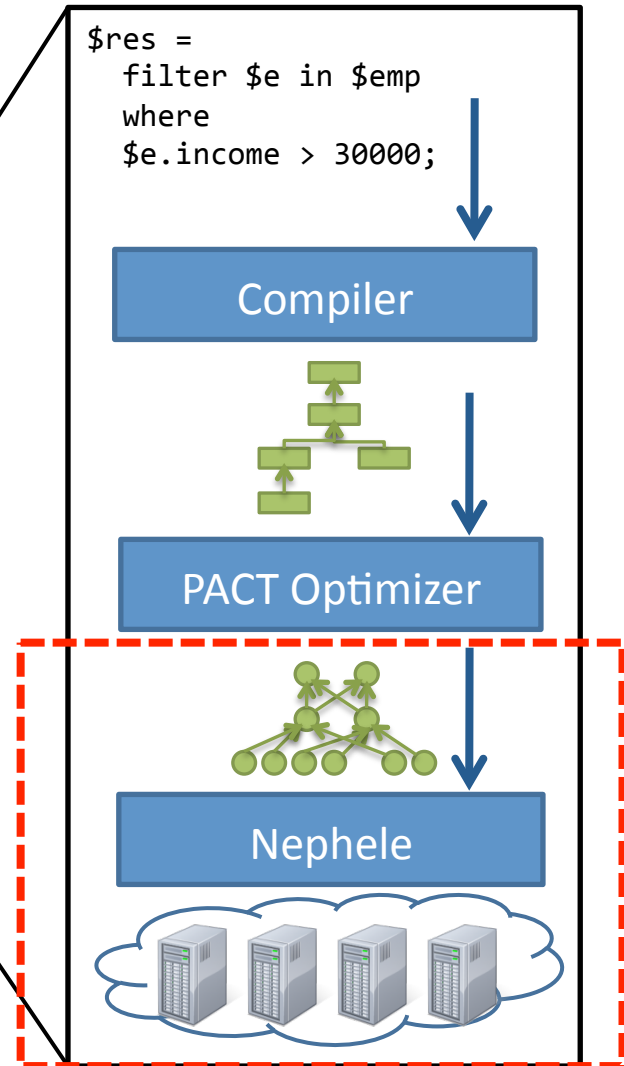 $res =
filter $e in $emp
where
$e.income > 30000;
Compiler
PACT Optimizer
Nephele